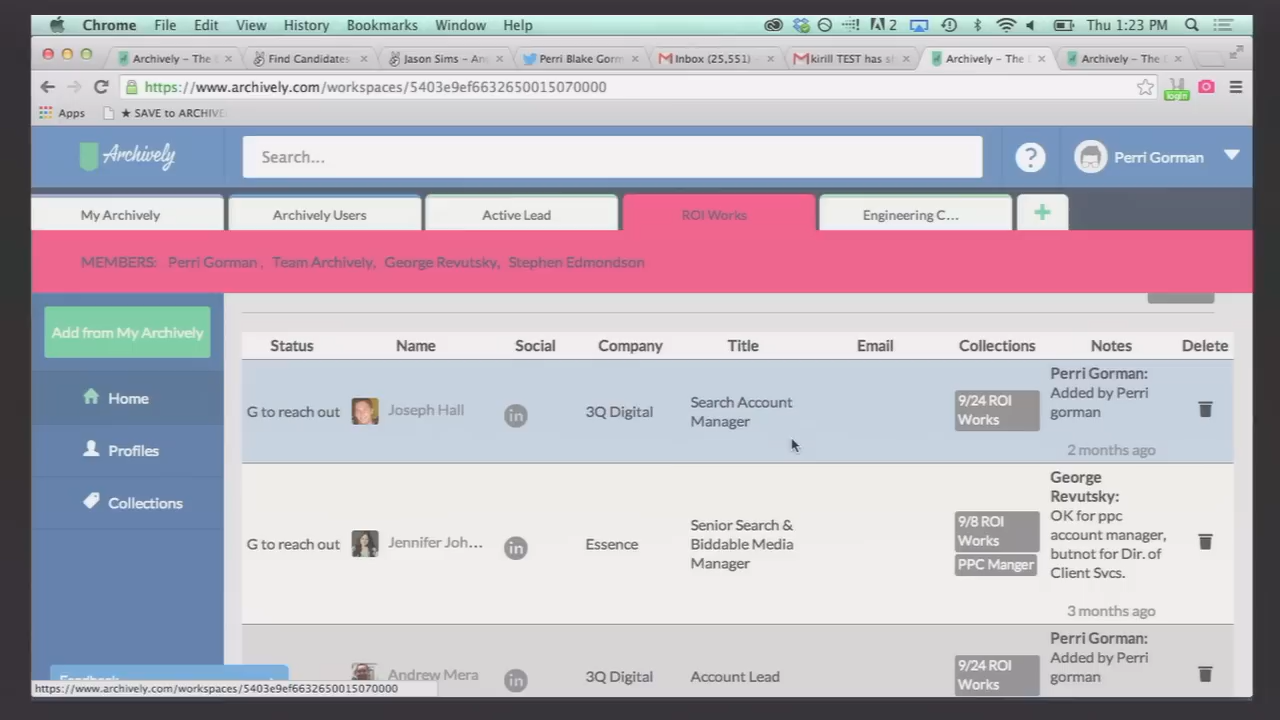 Chrome File Edit View History Bookmarks Window Help
2 Thu 1:23 PM
Archively – The
Find Candidates
Jason Sims – An
Perri Blake Gorm
Inbox (25,551)
kirill TEST has s
Archively – The
Archively – The
https://www.archively.com/workspaces/5403e9ef6632650015070000
login
Apps
★ SAVE to ARCHIVE
Archively
Search...
?
Perri Gorman
My Archively
Archively Users
Active Lead
ROI Works
Engineering C...
+
MEMBERS: Perri Gorman , Team Archively, George Revutsky, Stephen Edmondson
Add from My Archively
Home
Profiles
Collections
Status Name Social Company Title Email Collections Notes Delete
G to reach out
Joseph Hall
in
3Q Digital
Search Account
Manager
9/24 ROI
Works
Perri Gorman:
Added by Perri
gorman
2 months ago
G to reach out
Jennifer Joh...
in
Essence
Senior Search &
Biddable Media
Manager
9/8 ROI
Works
PPC Manger
George
Revutsky:
OK for ppc
account manager,
butnot for Dir. of
Client Svcs.
3 months ago
Andrew Mera
in
3Q Digital
Account Lead
9/24 ROI
Works
Perri Gorman:
Added by Perri
gorman
Feedback
https://www.archively.com/workspaces/5403e9ef6632650015070000